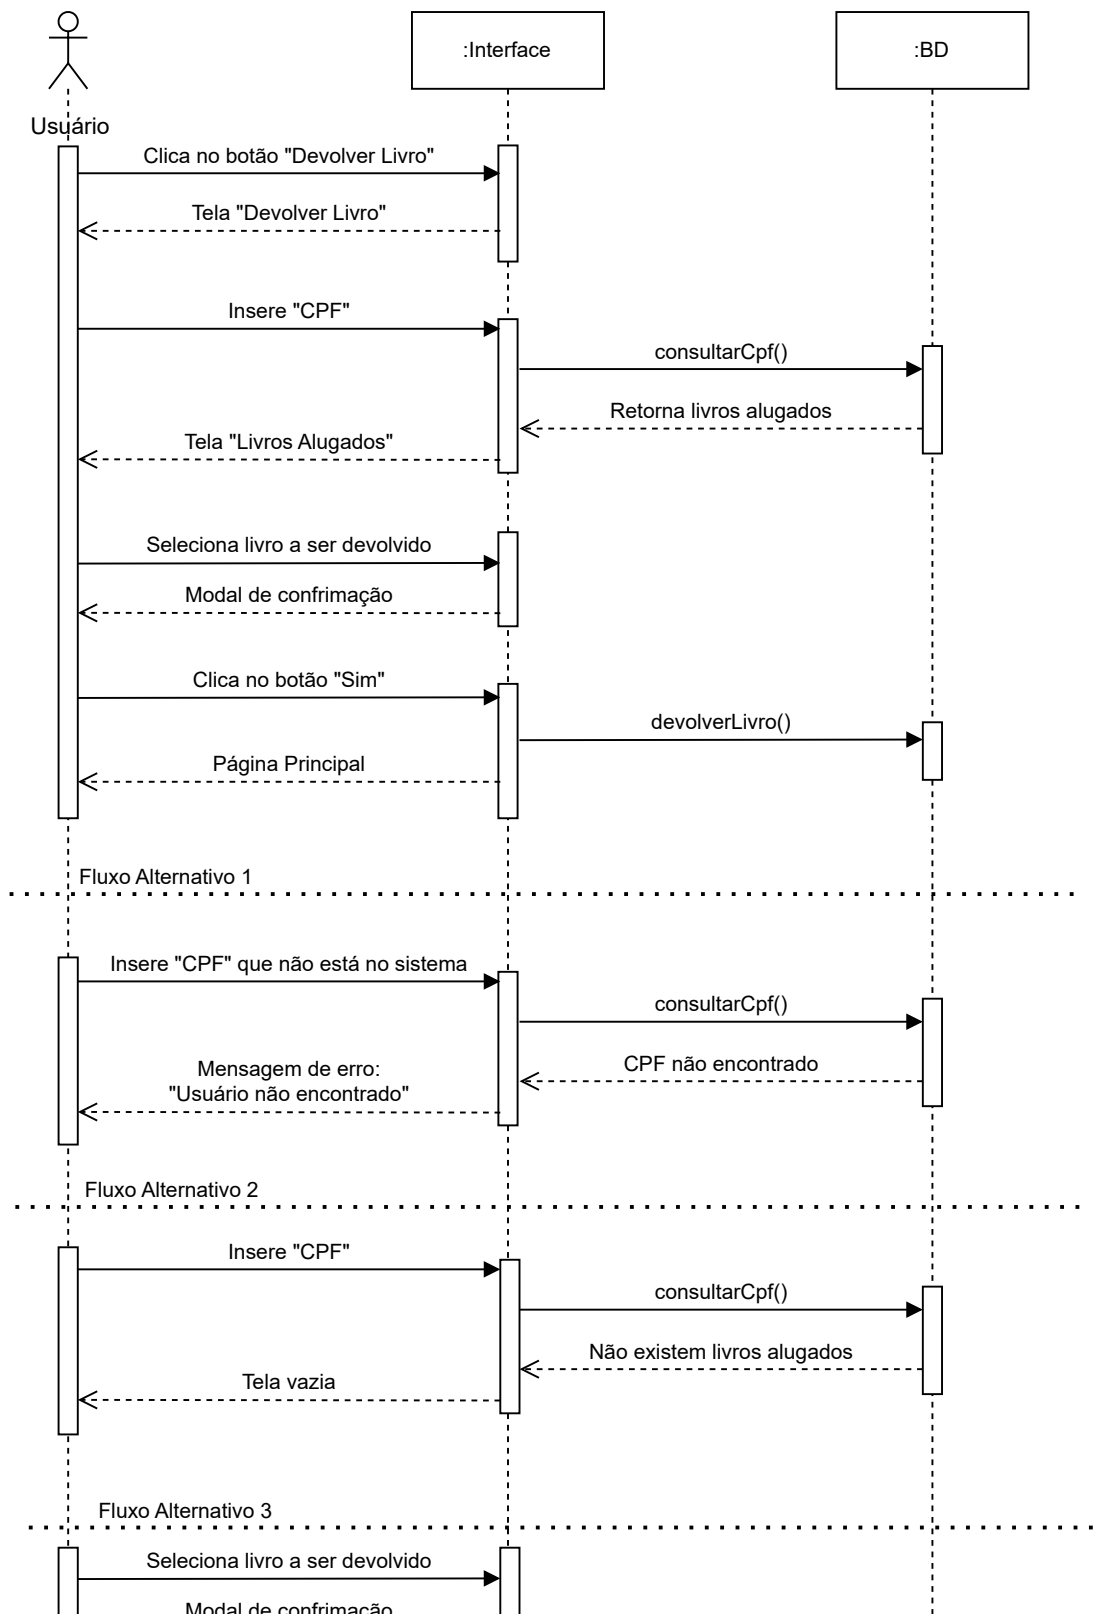 :Interface
:BD
Usuário
Clica no botão "Devolver Livro"
Tela "Devolver Livro"
Insere "CPF"
consultarCpf()
Retorna livros alugados
Tela "Livros Alugados"
Seleciona livro a ser devolvido
Modal de confrimação
Clica no botão "Sim"
devolverLivro()
Página Principal
Fluxo Alternativo 1
Insere "CPF" que não está no sistema
consultarCpf()
CPF não encontrado
Mensagem de erro:
"Usuário não encontrado"
Fluxo Alternativo 2
Insere "CPF"
consultarCpf()
Não existem livros alugados
Tela vazia
Fluxo Alternativo 3
Seleciona livro a ser devolvido
Modal de confrimação